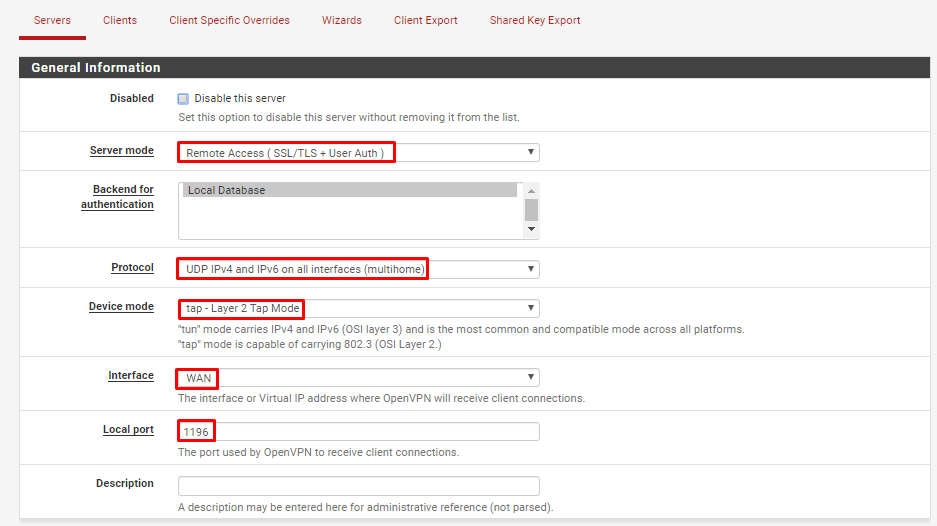 Servers Clients Client Specific Overrides Wizards Client Export Shared Key Export
General Information
Disabled Disable this server
Set this option to disable this server without removing it from the list.
Server mode Remote Access ( SSL/TLS + User Auth )
Backend for authentication Local Database
Protocol UDP IPv4 and IPv6 on all interfaces (multihome)
Device mode tap - Layer 2 Tap Mode
"tun" mode carries IPv4 and IPv6 (OSI layer 3) and is the most common and compatible mode across all platforms.
"tap" mode is capable of carrying 802.3 (OSI Layer 2.)
Interface WAN
The interface or Virtual IP address where OpenVPN will receive client connections.
Local port 1196
The port used by OpenVPN to receive client connections.
Description
A description may be entered here for administrative reference (not parsed).